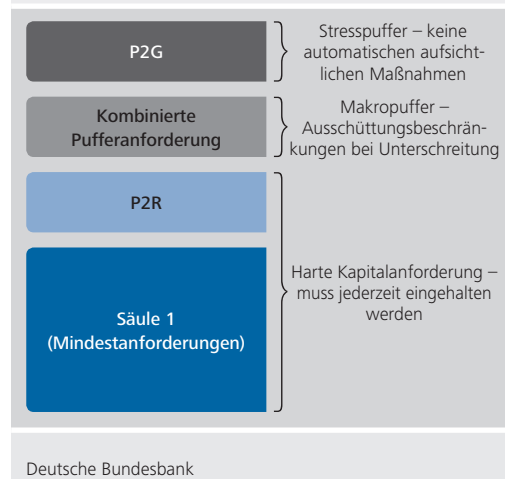 P2G
Stresspuffer – keine
automatischen aufsicht-
lichen Maßnahmen
Kombinierte
Pufferanforderung
Makropuffer –
Ausschüttungsbeschrän-
kungen bei Unterschreitung
P2R
Säule 1
(Mindestanforderungen)
Harte Kapitalanforderung –
muss jederzeit eingehalten
werden
Deutsche Bundesbank